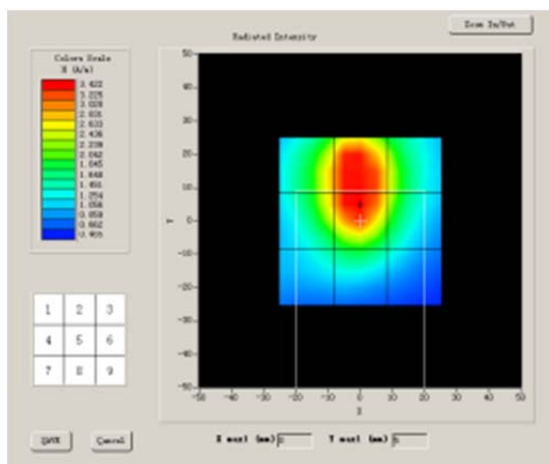 Zoom In/Out
Radiated Intensity
Colors Scale
H (A/m)
3.422
3.225
3.028
2.831
2.633
2.436
2.239
2.042
1.845
1.648
1.451
1.254
1.056
0.859
0.662
0.465
50
40
30
20
10
0
-10
-20
-30
-40
-50
Y
-50 -40 -30 -20 -10 0 10 20 30 40 50
X
1 2 3
4 5 6
7 8 9
SAVE Cancel
X maxl (mm) 0 Y maxl (mm) 5